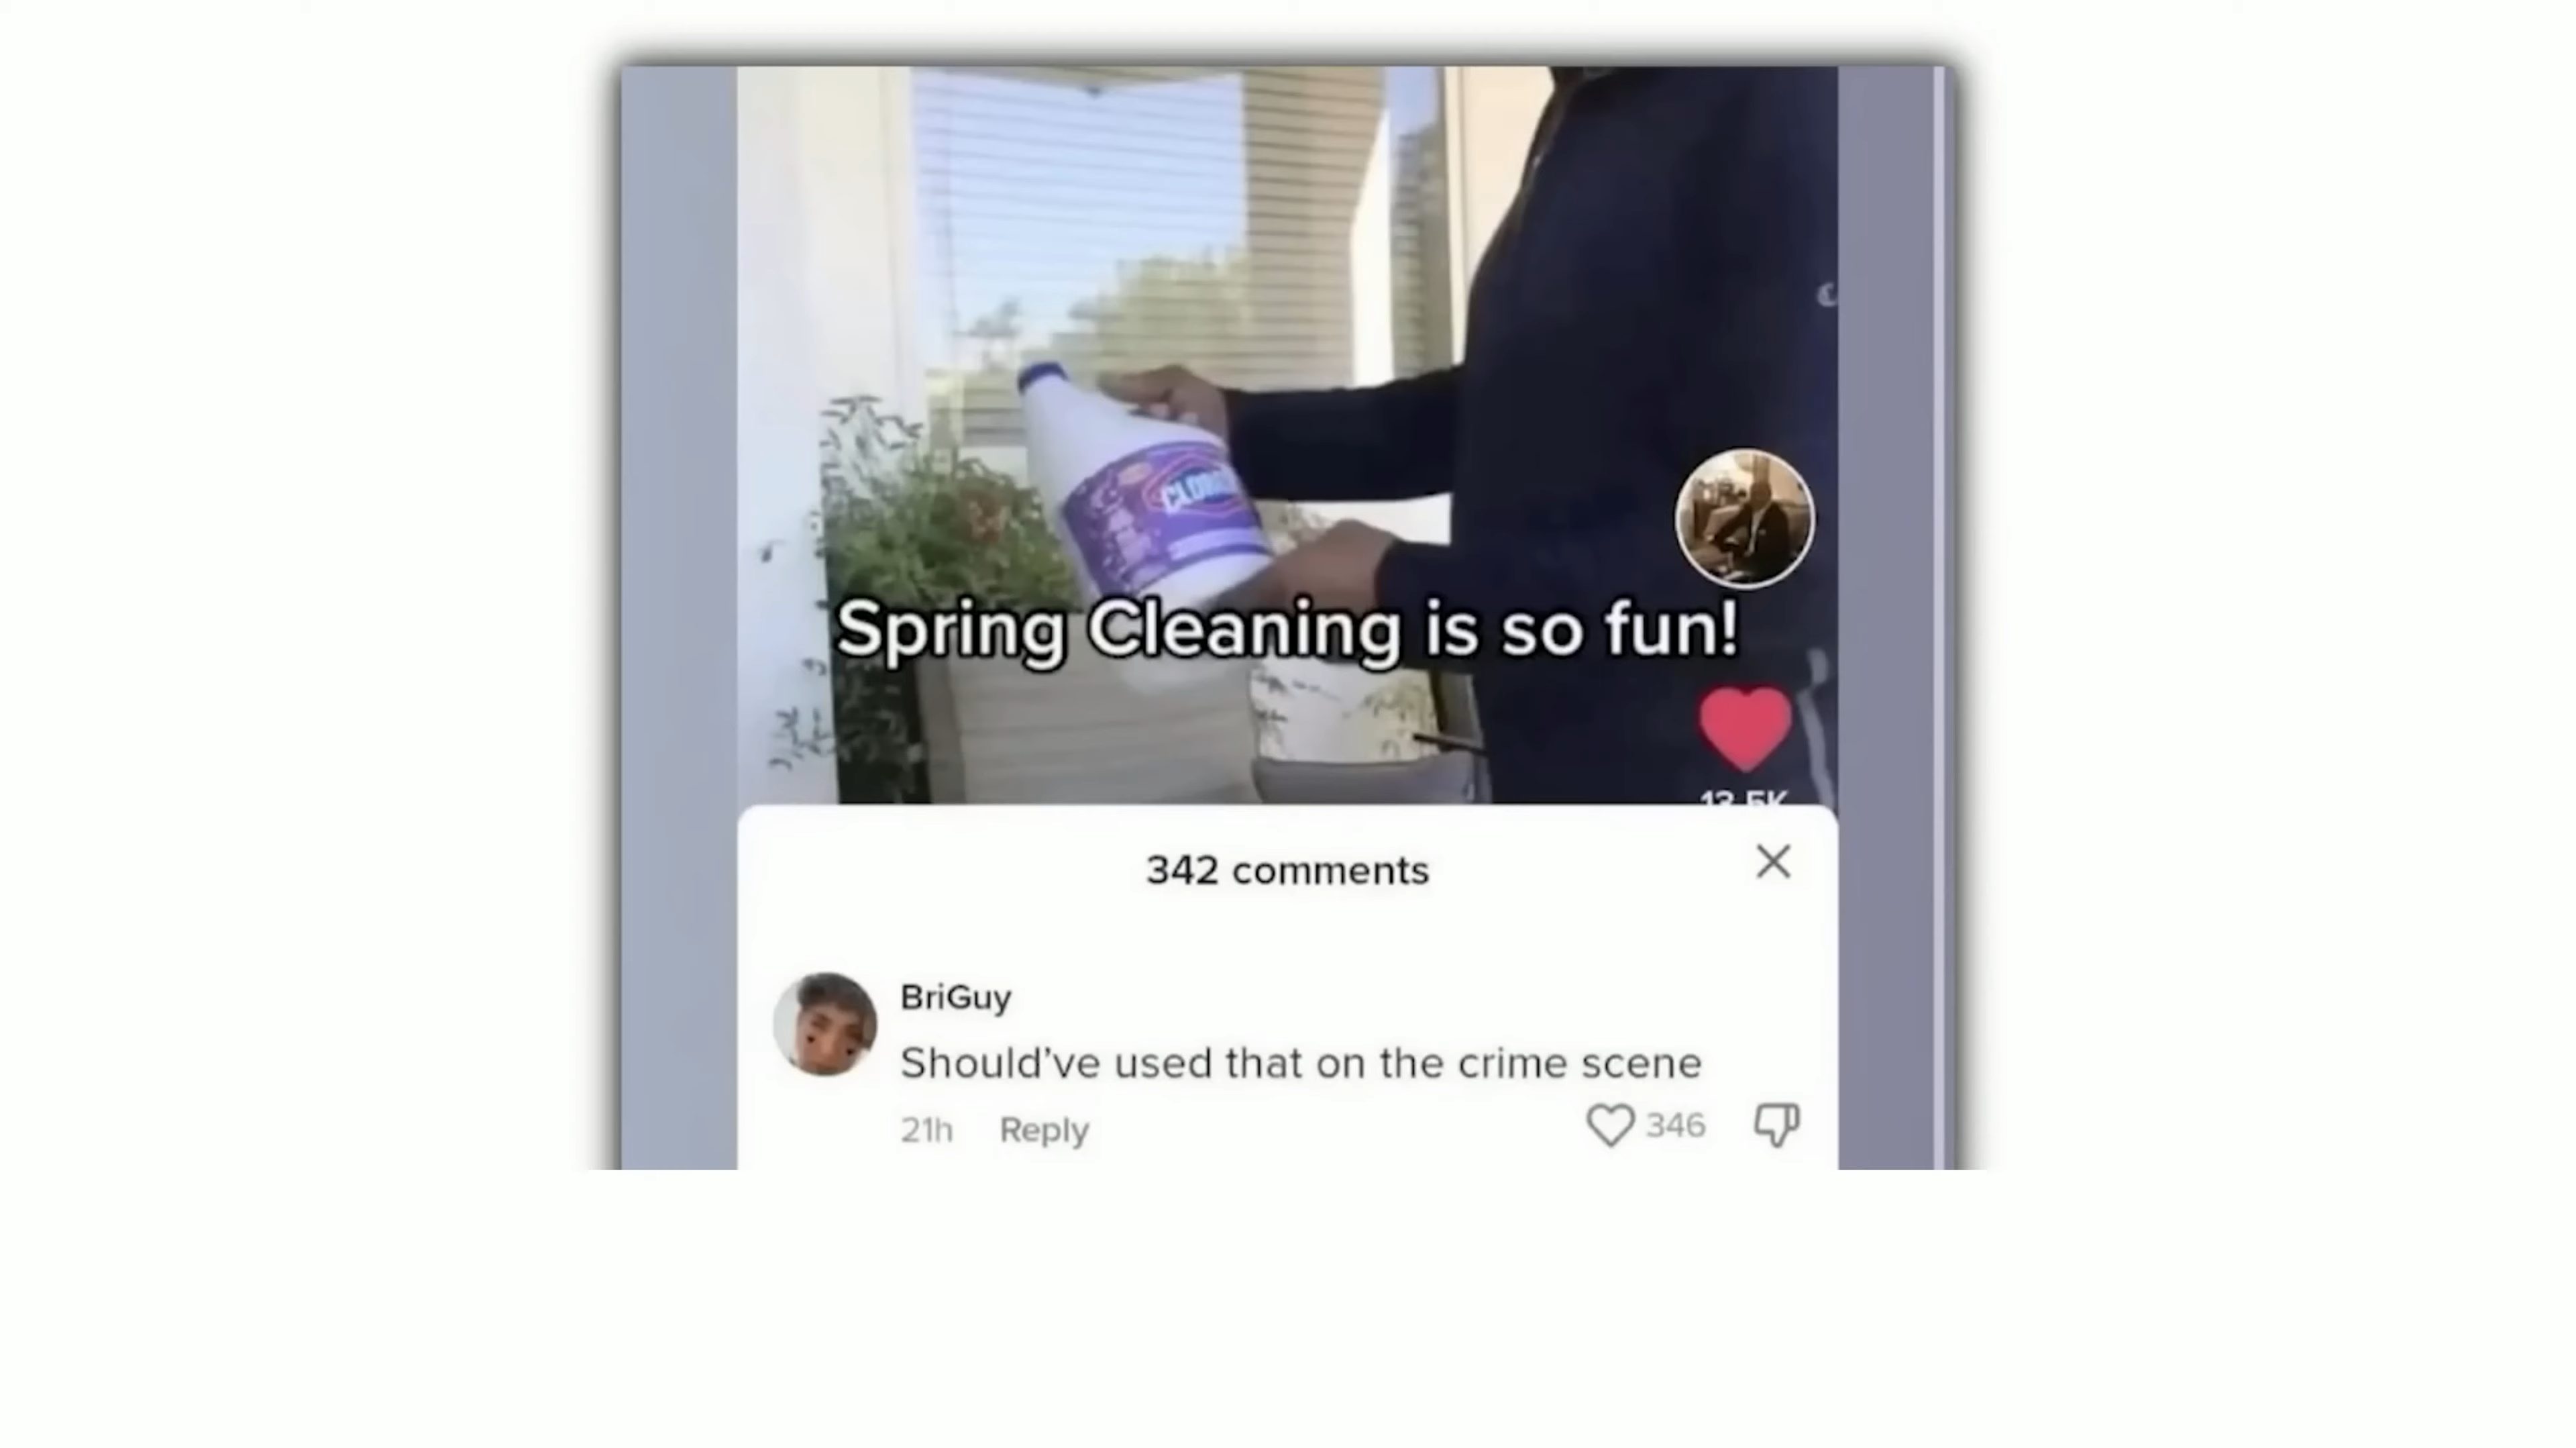 CLOROX
Spring Cleaning is so fun!
342 comments
BriGuy
Should've used that on the crime scene
21h Reply
346